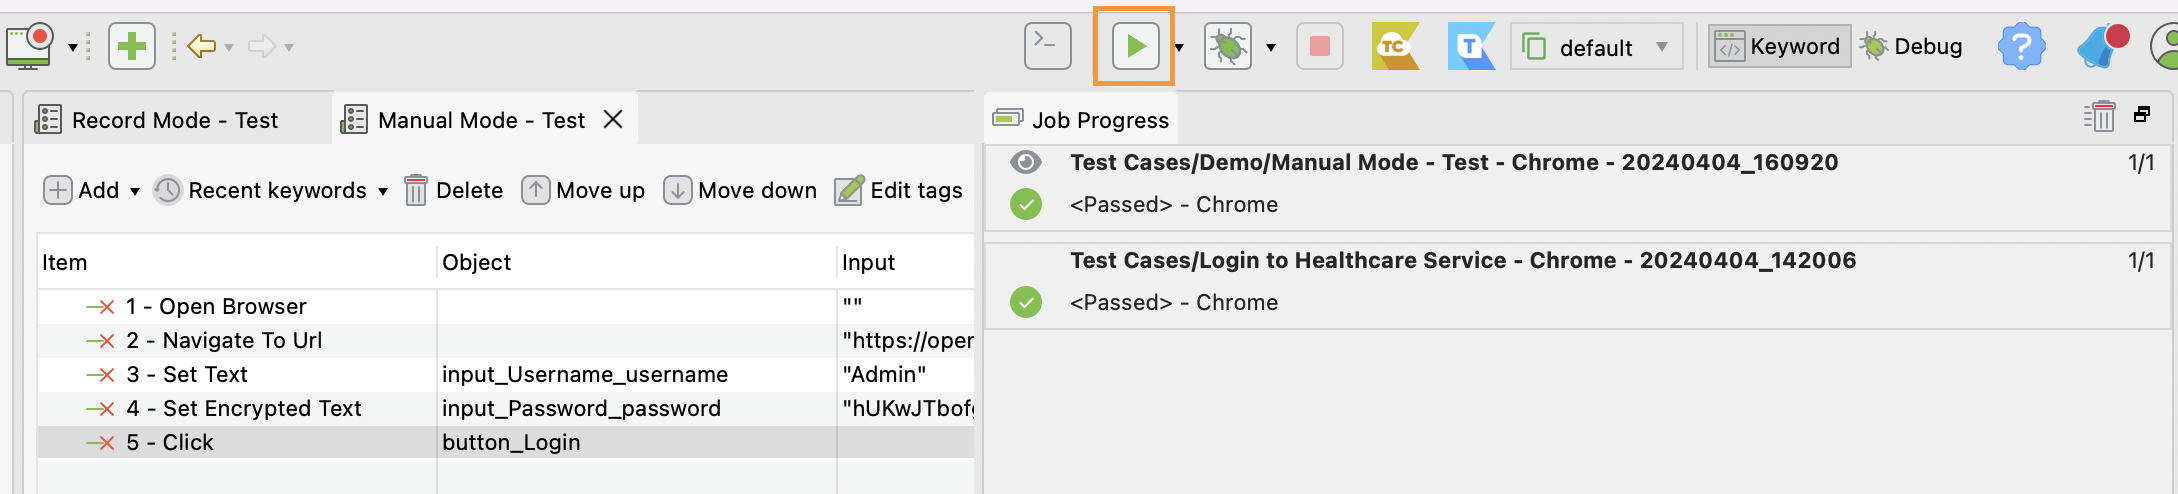 >_
TC
T
default
Keyword
Debug
?
Record Mode - Test
Manual Mode - Test
Job Progress
Add
Recent keywords
Delete
Move up
Move down
Edit tags
Item Object Input
1 - Open Browser ""
2 - Navigate To Url "https://oper
3 - Set Text input_Username_username "Admin"
4 - Set Encrypted Text input_Password_password "hUKwJTbofg
5 - Click button_Login
Test Cases/Demo/Manual Mode - Test - Chrome - 20240404_160920 1/1
<Passed> - Chrome
Test Cases/Login to Healthcare Service - Chrome - 20240404_142006 1/1
<Passed> - Chrome